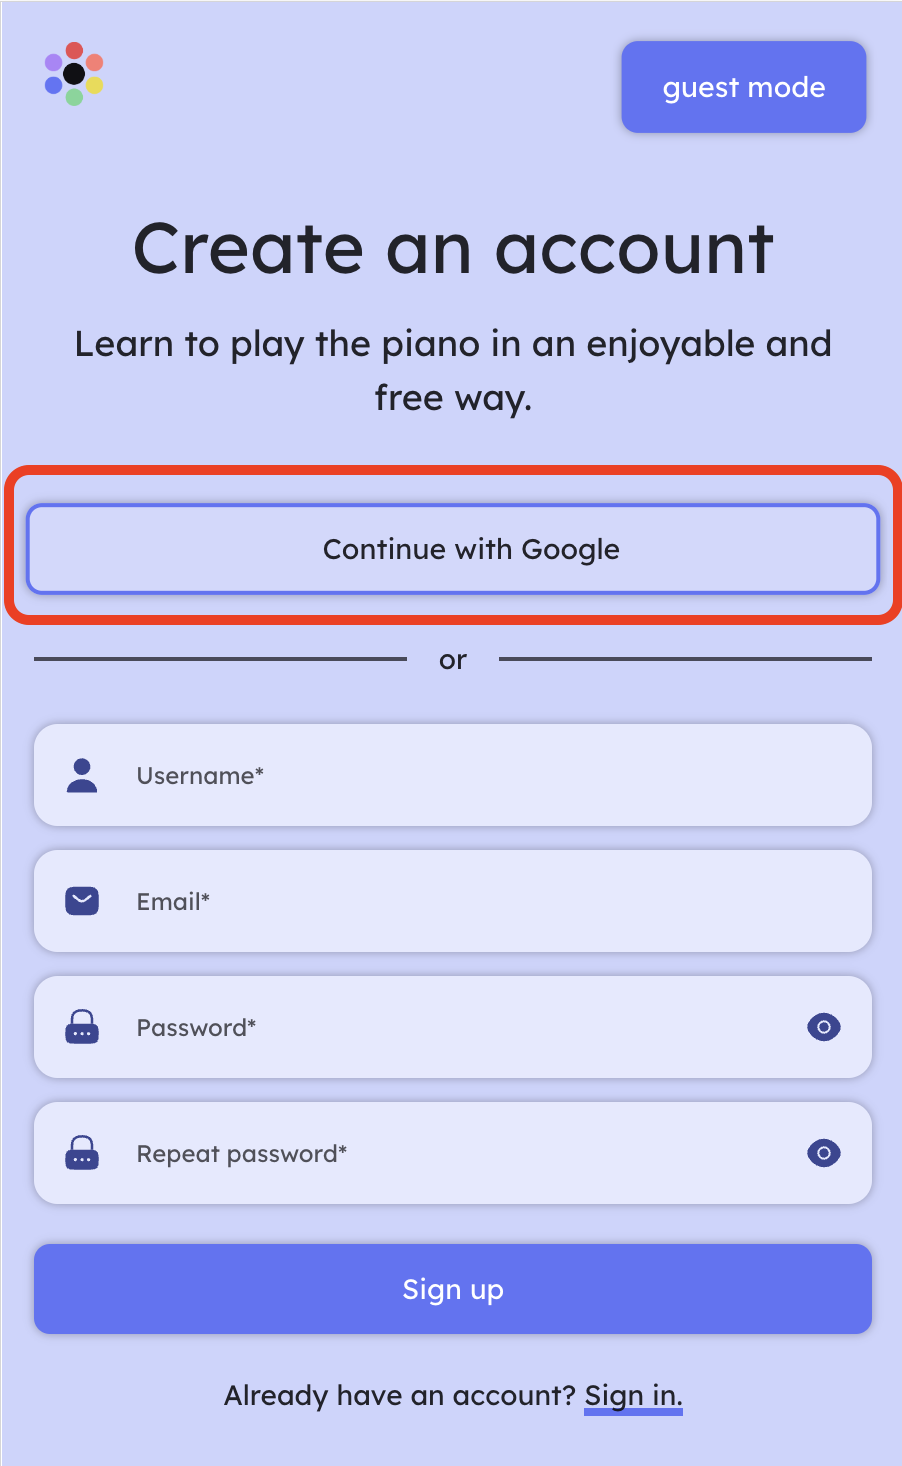 guest mode
Create an account
Learn to play the piano in an enjoyable and
free way.
Continue with Google
or
Username*
Email*
Password*
Repeat password*
Sign up
Already have an account? Sign in.